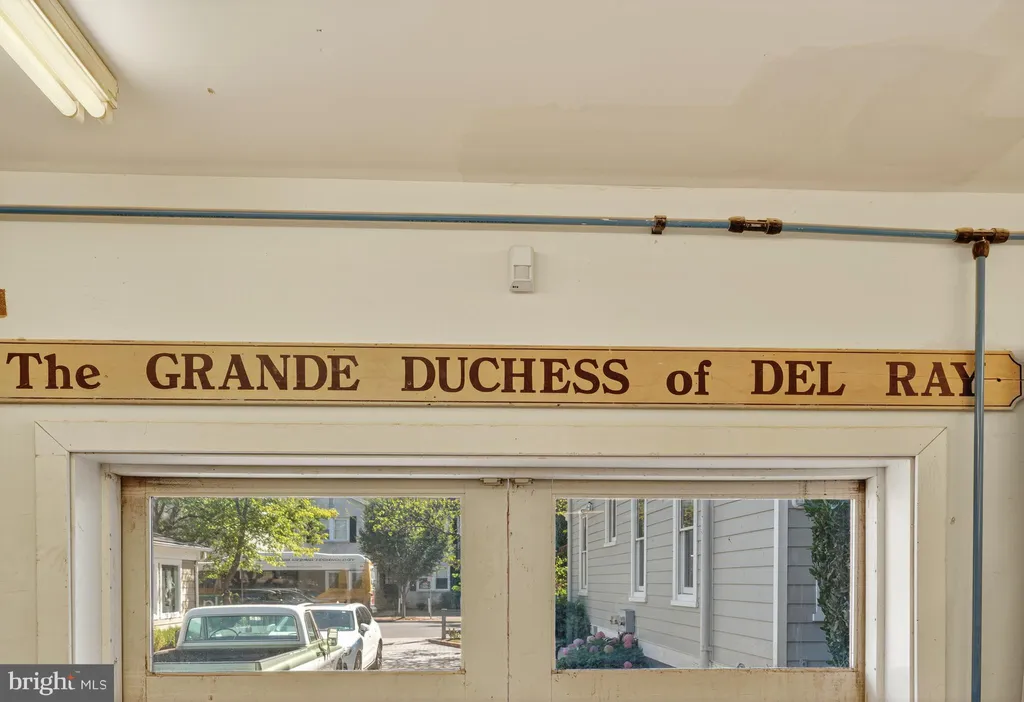 The GRANDE DUCHESS of DEL RAY
bright MLS